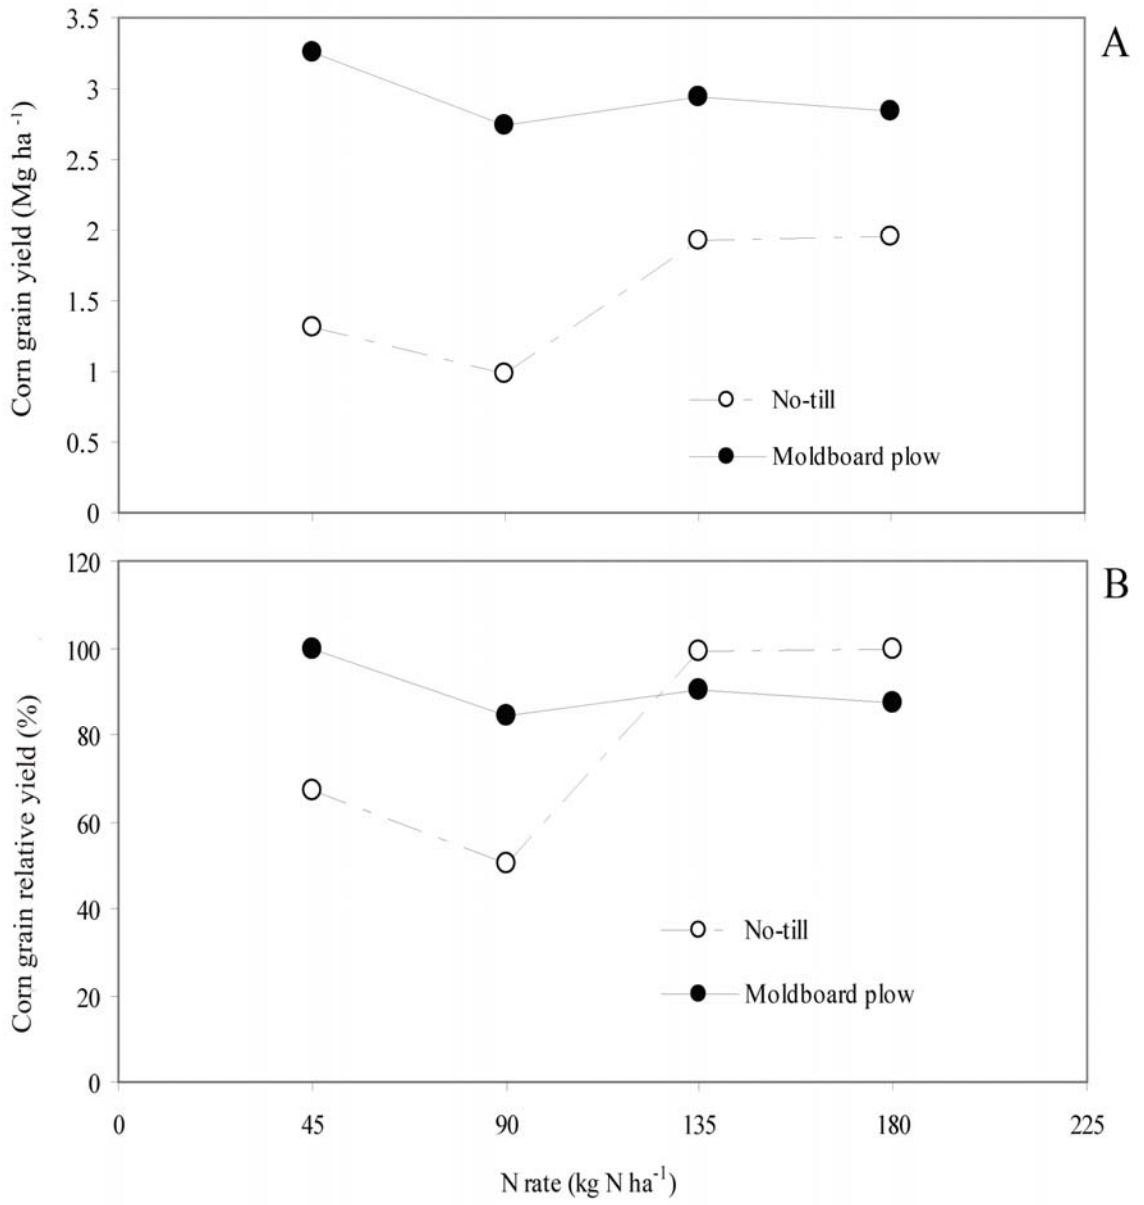 A
Corn grain yield (Mg ha⁻¹)
3.5
3
2.5
2
1.5
1
0.5
0
No-till
Moldboard plow
B
Corn grain relative yield (%)
120
100
80
60
40
20
0
No-till
Moldboard plow
0 45 90 135 180 225
N rate (kg N ha⁻¹)